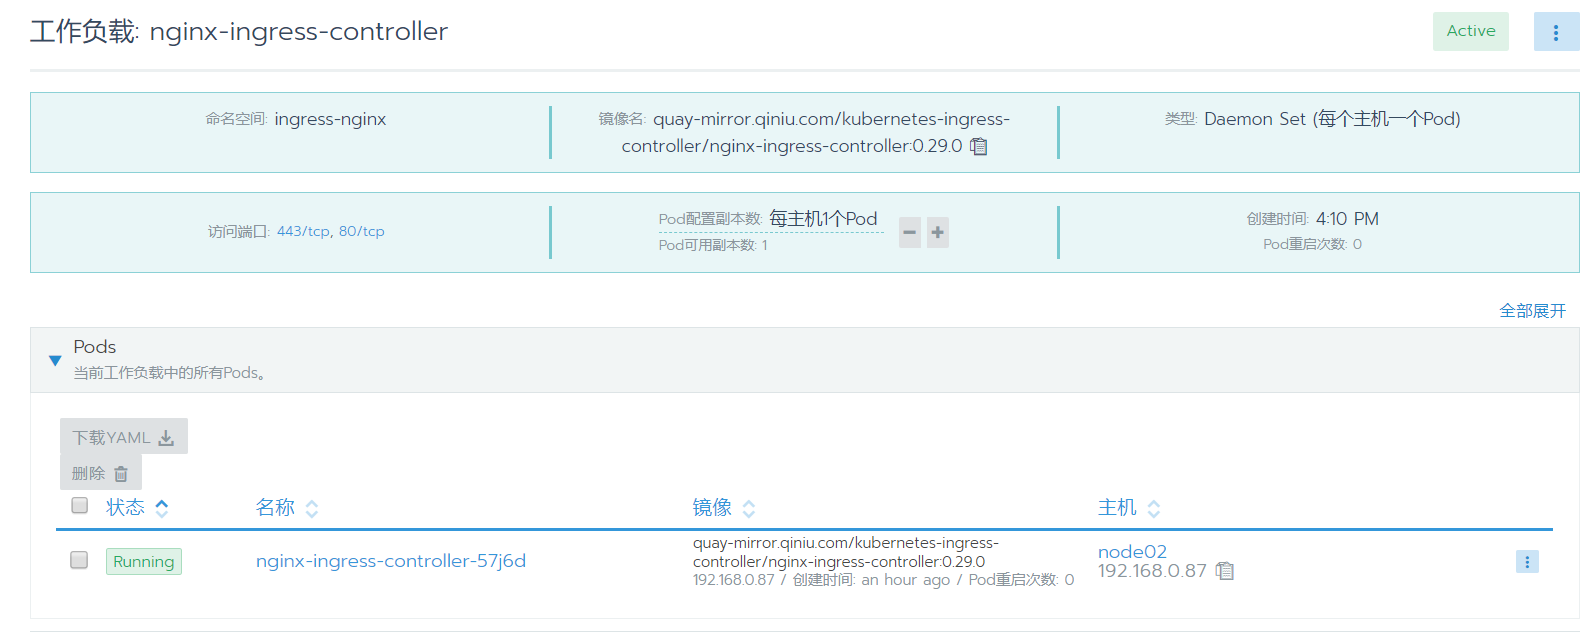 工作负载: nginx-ingress-controller
Active
命名空间: ingress-nginx
镜像名: quay-mirror.qiniu.com/kubernetes-ingress-
controller/nginx-ingress-controller:0.29.0
类型: Daemon Set (每个主机一个Pod)
访问端口: 443/tcp, 80/tcp
Pod配置副本数: 每主机1个Pod
Pod可用副本数: 1
创建时间: 4:10 PM
Pod重启次数: 0
全部展开
Pods
当前工作负载中的所有Pods。
下载YAML
删除
状态 名称 镜像 主机
Running
nginx-ingress-controller-57j6d
quay-mirror.qiniu.com/kubernetes-ingress-
controller/nginx-ingress-controller:0.29.0
192.168.0.87 / 创建时间: an hour ago / Pod重启次数: 0
node02
192.168.0.87